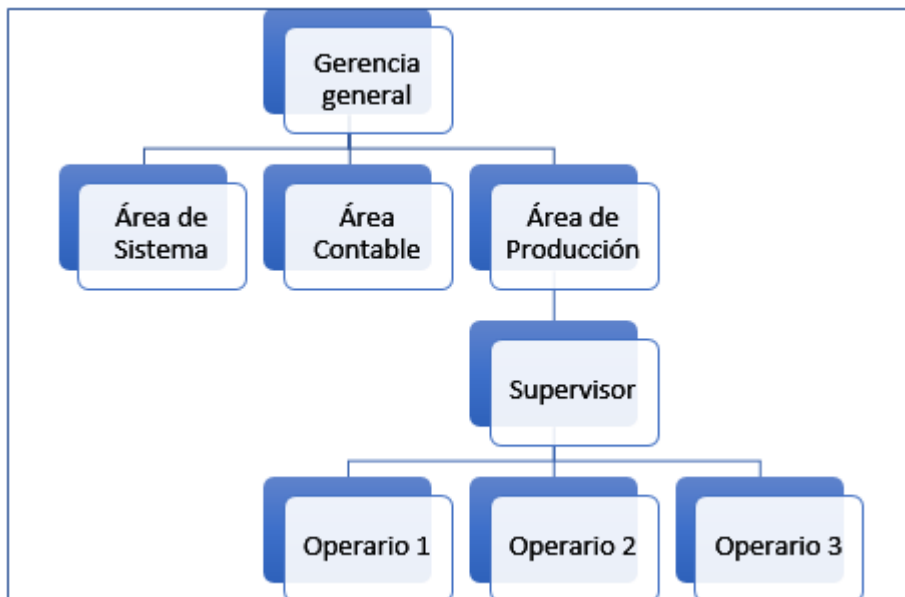 Gerencia
general
Área de
Sistema
Área
Contable
Área de
Producción
Supervisor
Operario 1
Operario 2
Operario 3